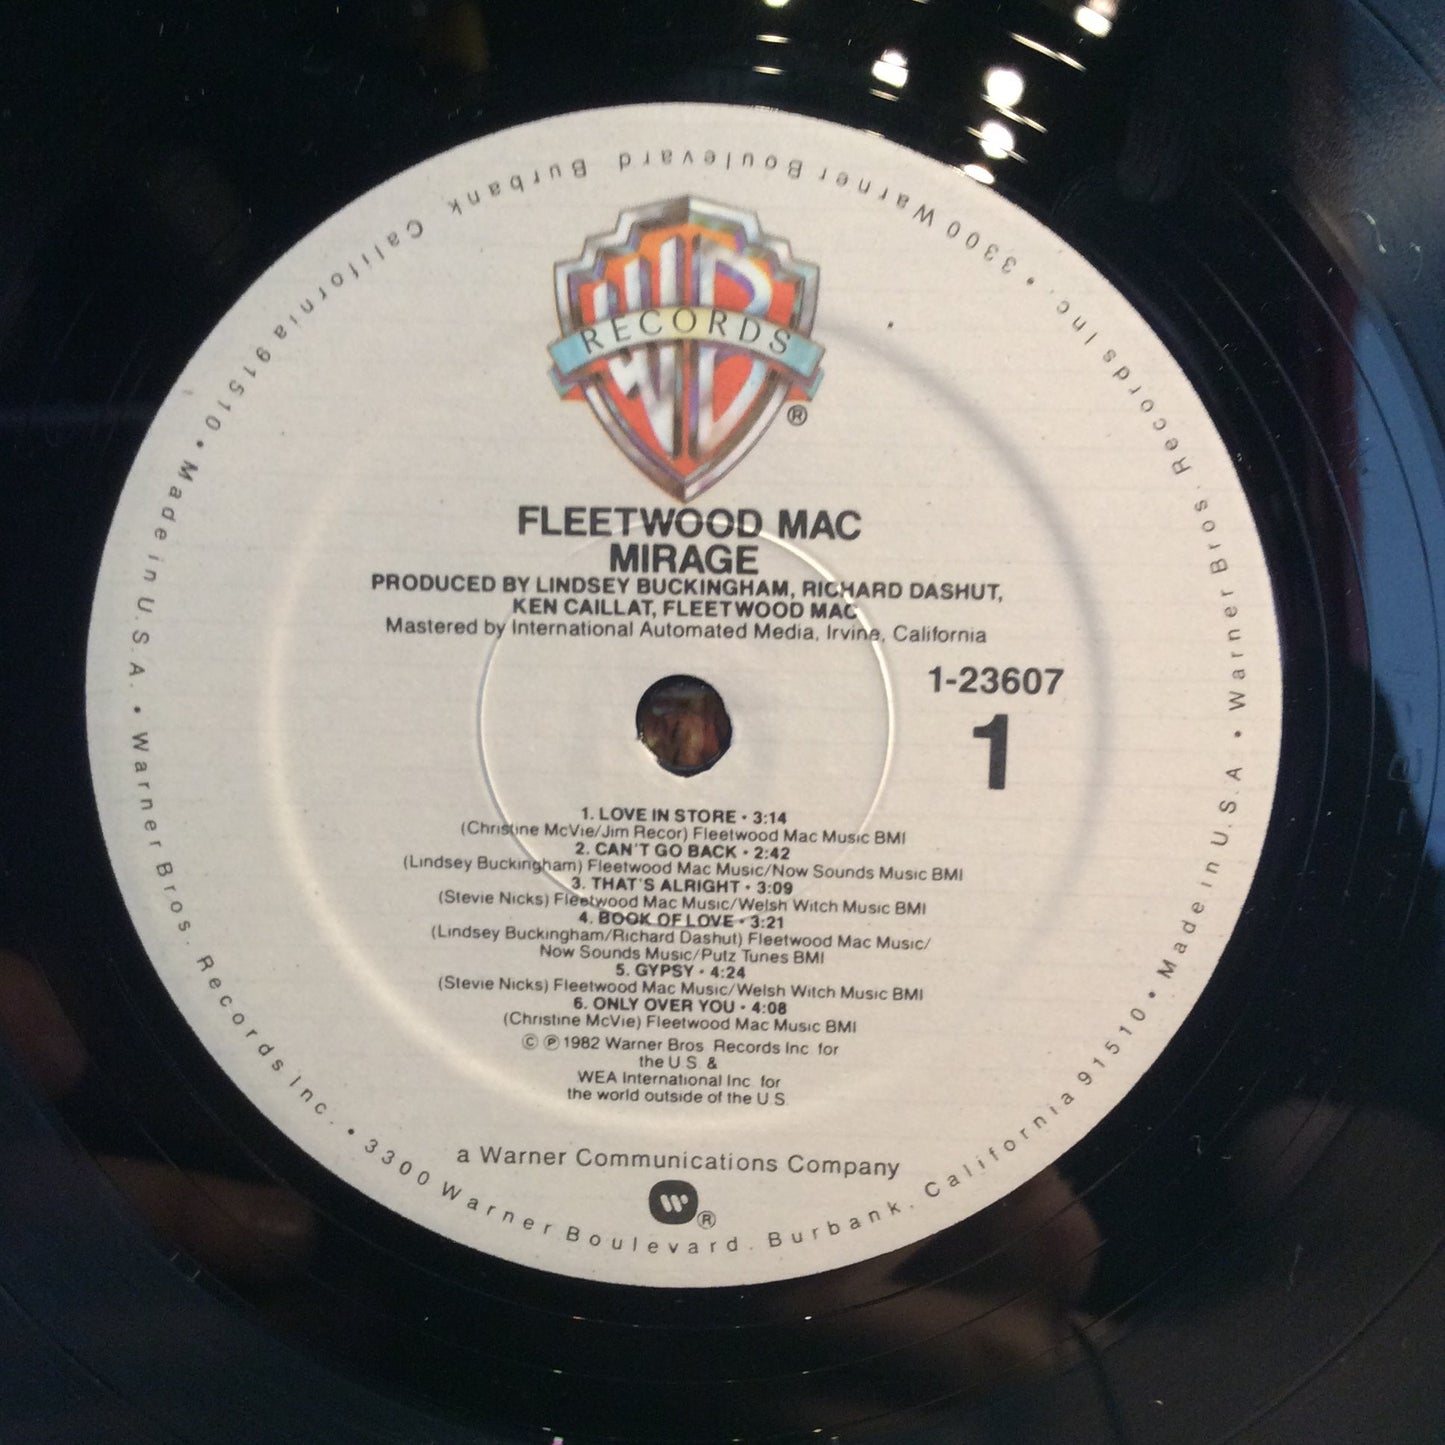 WB
RECORDS
®
FLEETWOOD MAC
MIRAGE
PRODUCED BY LINDSEY BUCKINGHAM, RICHARD DASHUT,
KEN CAILLAT, FLEETWOOD MAC
Mastered by International Automated Media, Irvine, California
1-23607
1
1. LOVE IN STORE • 3:14
(Christine McVie/Jim Recor) Fleetwood Mac Music BMI
2. CAN'T GO BACK • 2:42
(Lindsey Buckingham) Fleetwood Mac Music/Now Sounds Music BMI
3. THAT'S ALRIGHT • 3:09
(Stevie Nicks) Fleetwood Mac Music/Welsh Witch Music BMI
4. BOOK OF LOVE • 3:21
(Lindsey Buckingham/Richard Dashut) Fleetwood Mac Music/
Now Sounds Music/Putz Tunes BMI
5. GYPSY • 4:24
(Stevie Nicks) Fleetwood Mac Music/Welsh Witch Music BMI
6. ONLY OVER YOU • 4:08
(Christine McVie) Fleetwood Mac Music BMI
© ℗ 1982 Warner Bros. Records Inc. for
the U.S. &
WEA International Inc. for
the world outside of the U.S.
a Warner Communications Company
W®
Made in U.S.A. • Warner Bros. Records Inc. • 3300 Warner Boulevard. Burbank, California 91510 • Made in U.S.A. • Warner Bros. Records Inc. • 3300 Warner Boulevard Burbank California 91510 •